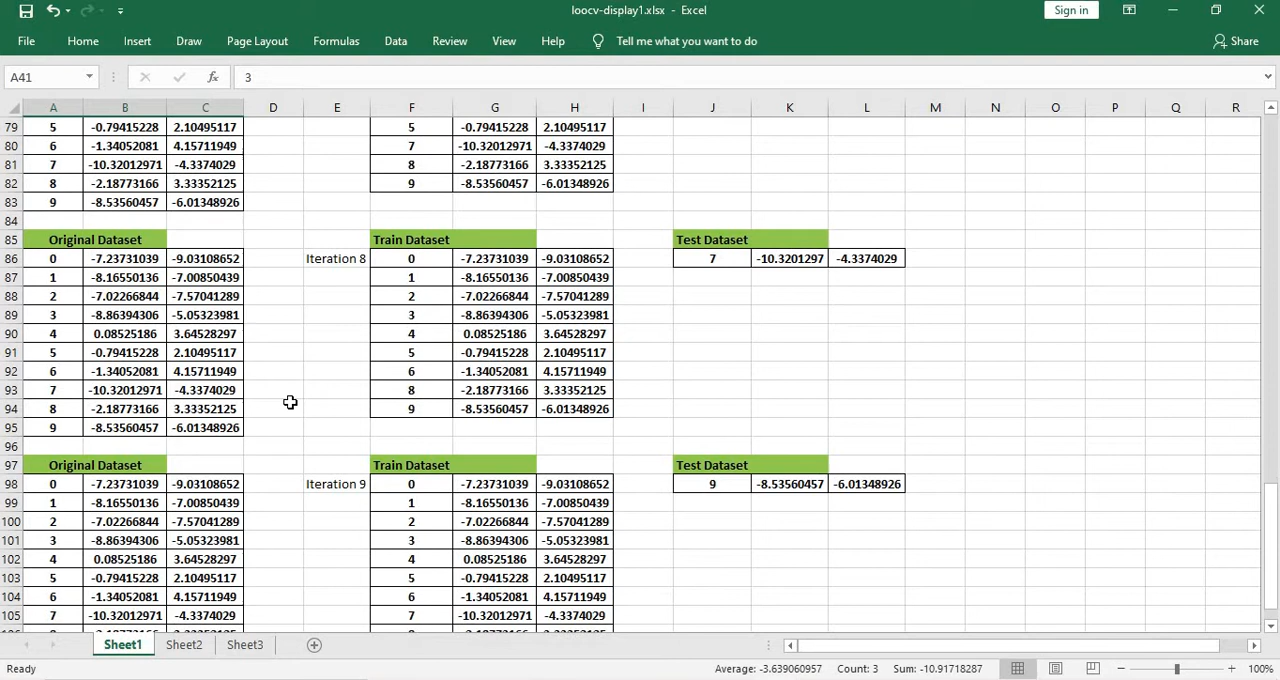 loocv-display1.xlsx - Excel
Sign in
File Home Insert Draw Page Layout Formulas Data Review View Help Tell me what you want to do Share
A41 fx 3
A B C D E F G H I J K L M N O P Q R
79 5 -0.79415228 2.10495117 5 -0.79415228 2.10495117
80 6 -1.34052081 4.15711949 7 -10.32012971 -4.3374029
81 7 -10.32012971 -4.3374029 8 -2.18773166 3.33352125
82 8 -2.18773166 3.33352125 9 -8.53560457 -6.01348926
83 9 -8.53560457 -6.01348926
84
85 Original Dataset Train Dataset Test Dataset
86 0 -7.23731039 -9.03108652 Iteration 8 0 -7.23731039 -9.03108652 7 -10.3201297 -4.3374029
87 1 -8.16550136 -7.00850439 1 -8.16550136 -7.00850439
88 2 -7.02266844 -7.57041289 2 -7.02266844 -7.57041289
89 3 -8.86394306 -5.05323981 3 -8.86394306 -5.05323981
90 4 0.08525186 3.64528297 4 0.08525186 3.64528297
91 5 -0.79415228 2.10495117 5 -0.79415228 2.10495117
92 6 -1.34052081 4.15711949 6 -1.34052081 4.15711949
93 7 -10.32012971 -4.3374029 8 -2.18773166 3.33352125
94 8 -2.18773166 3.33352125 9 -8.53560457 -6.01348926
95 9 -8.53560457 -6.01348926
96
97 Original Dataset Train Dataset Test Dataset
98 0 -7.23731039 -9.03108652 Iteration 9 0 -7.23731039 -9.03108652 9 -8.53560457 -6.01348926
99 1 -8.16550136 -7.00850439 1 -8.16550136 -7.00850439
100 2 -7.02266844 -7.57041289 2 -7.02266844 -7.57041289
101 3 -8.86394306 -5.05323981 3 -8.86394306 -5.05323981
102 4 0.08525186 3.64528297 4 0.08525186 3.64528297
103 5 -0.79415228 2.10495117 5 -0.79415228 2.10495117
104 6 -1.34052081 4.15711949 6 -1.34052081 4.15711949
105 7 -10.32012971 -4.3374029 7 -10.32012971 -4.3374029
Sheet1 Sheet2 Sheet3
Ready Average: -3.639060957 Count: 3 Sum: -10.91718287 100%